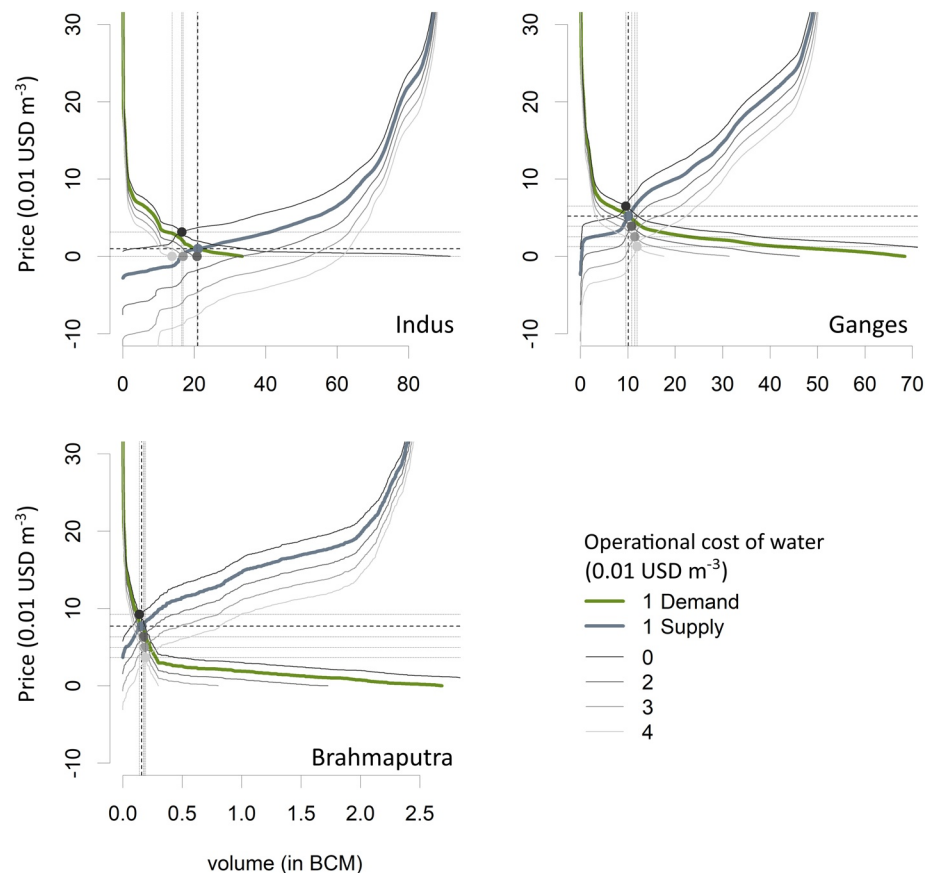 30
20
10
0
-10
Price (0.01 USD m-3)
Indus
0 20 40 60 80
30
20
10
0
-10
Ganges
0 10 20 30 40 50 60 70
30
20
10
0
-10
Price (0.01 USD m-3)
Brahmaputra
0.0 0.5 1.0 1.5 2.0 2.5
volume (in BCM)
Operational cost of water
(0.01 USD m-3)
1 Demand
1 Supply
0
2
3
4